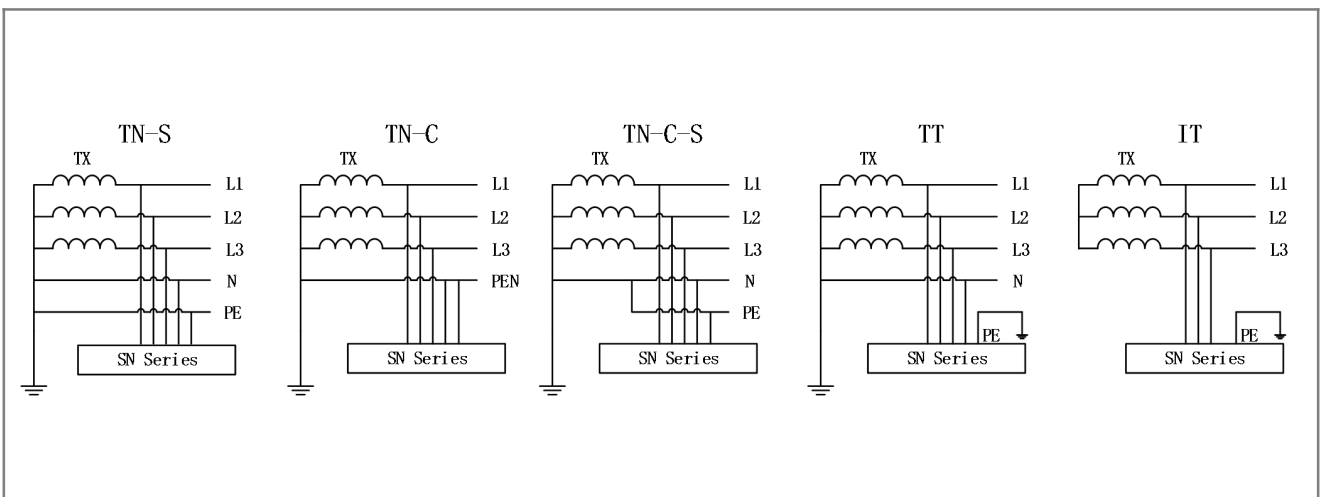 TN-S
TX
L1
L2
L3
N
PE
SN Series
TN-C
TX
L1
L2
L3
PEN
SN Series
TN-C-S
TX
L1
L2
L3
N
PE
SN Series
TT
TX
L1
L2
L3
N
PE
SN Series
IT
TX
L1
L2
L3
PE
SN Series